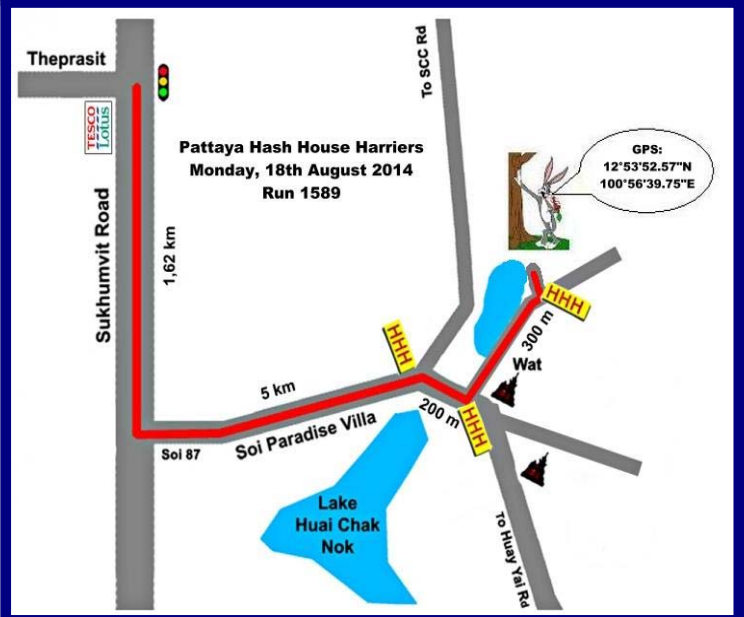 Theprasit
TESCO
Lotus
To SCC Rd
Pattaya Hash House Harriers
Monday, 18th August 2014
Run 1589
GPS:
12°53'52.57"N
100°56'39.75"E
Sukhumvit Road
1,62 km
HHH
300 m
HHH
Wat
5 km
200 m
HHH
Soi Paradise Villa
Soi 87
Lake
Huai Chak
Nok
To Huay Yai Rd